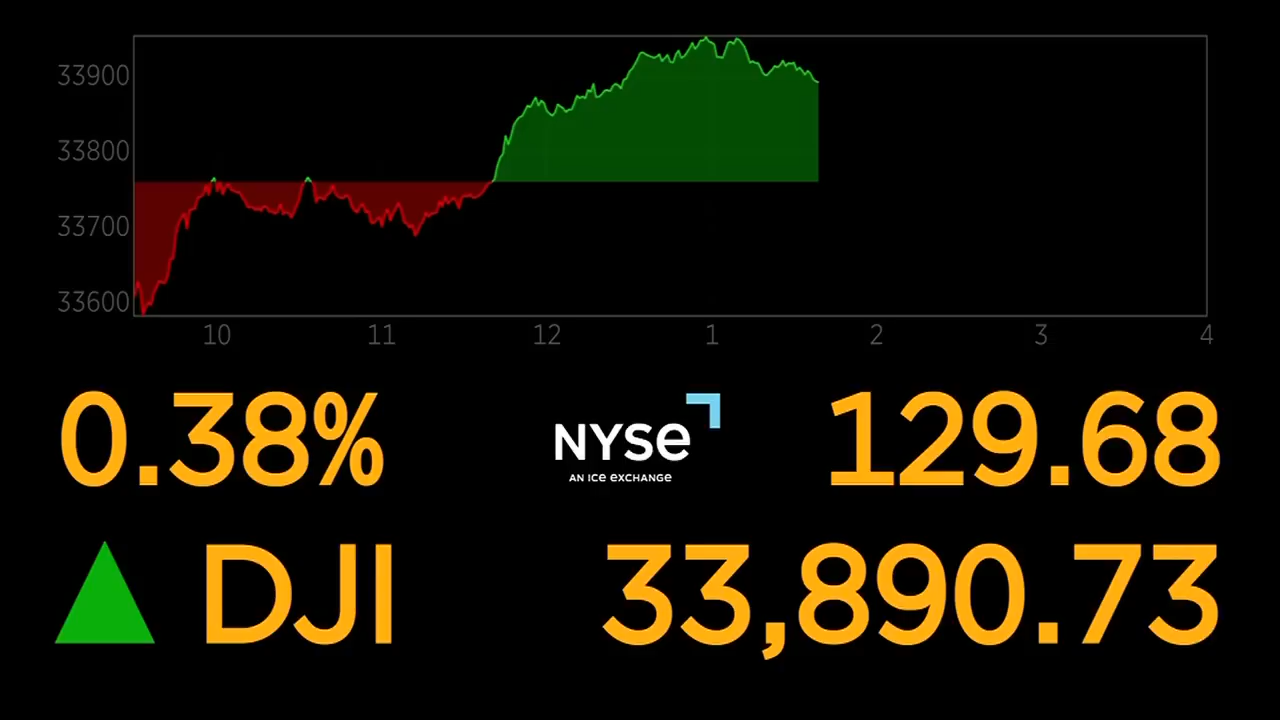 33900
33800
33700
33600
10 11 12 1 2 3 4
0.38% NYSE 129.68
AN ICE EXCHANGE
DJI 33,890.73